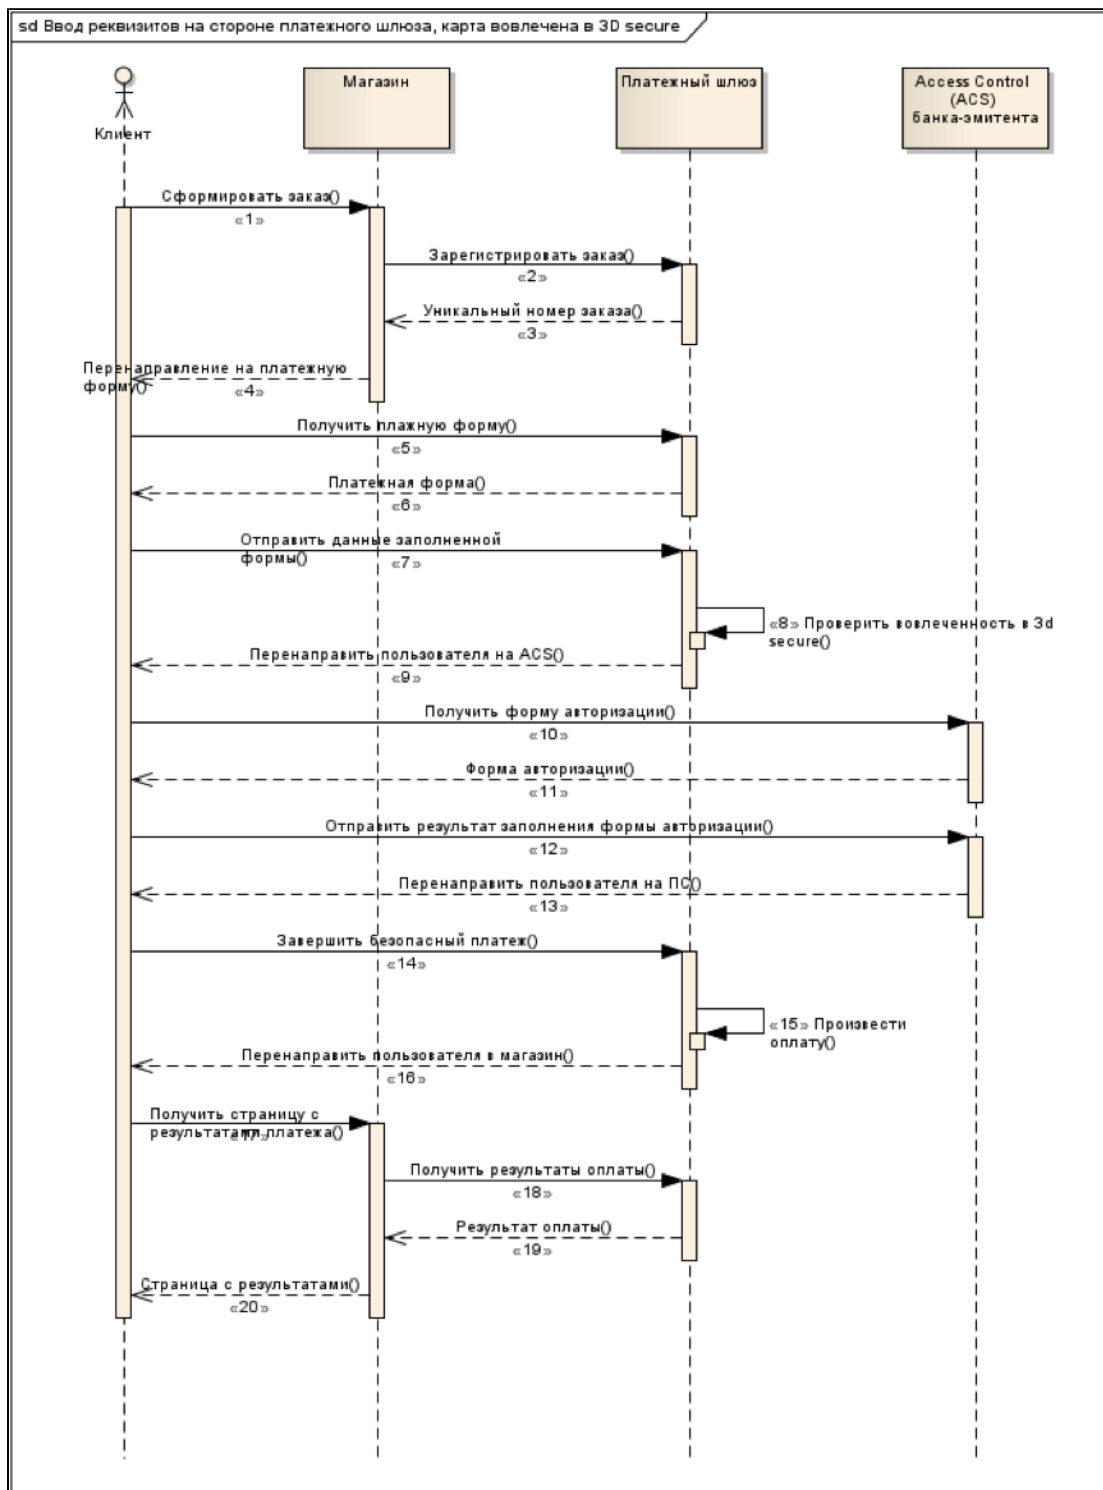 sd Ввод реквизитов на стороне платежного шлюза, карта вовлечена в 3D secure
Клиент
Магазин
Платежный шлюз
Access Control
(ACS)
банка-эмитента
Сформировать заказ()
«1»
Зарегистрировать заказ()
«2»
Уникальный номер заказа()
«3»
Перенаправление на платежную
форму()
«4»
Получить плажную форму()
«5»
Платежная форма()
«6»
Отправить данные заполненной
формы()
«7»
«8» Проверить вовлеченность в 3d
secure()
Перенаправить пользователя на ACS()
«9»
Получить форму авторизации()
«10»
Форма авторизации()
«11»
Отправить результат заполнения формы авторизации()
«12»
Перенаправить пользователя на ПС()
«13»
Завершить безопасный платеж()
«14»
«15» Произвести
оплату()
Перенаправить пользователя в магазин()
«16»
Получить страницу с
результатами платежа()
«17»
Получить результаты оплаты()
«18»
Результат оплаты()
«19»
Страница с результатами()
«20»